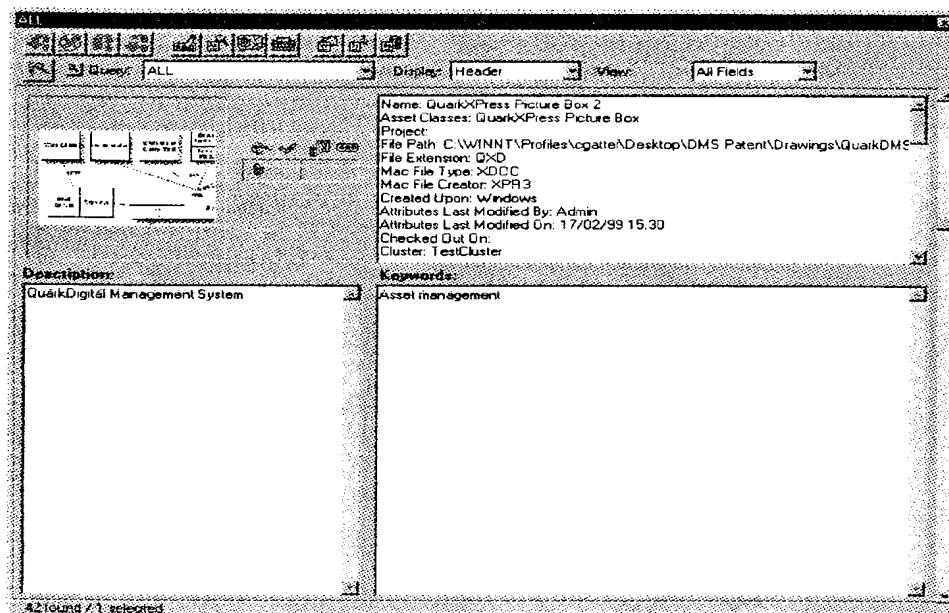 ALL
Query: ALL Display: Header View: All Fields
Name: QuarkXPress Picture Box 2
Asset Classes: QuarkXPress Picture Box
Project:
File Path: C:\WINNT\Profiles\cgatte\Desktop\DMS Patent\Drawings\QuarkDMS
File Extension: QXD
Mac File Type: XDOC
Mac File Creator: XPR3
Created Upon: Windows
Attributes Last Modified By: Admin
Attributes Last Modified On: 17/02/99 15.30
Checked Out On:
Cluster: TestCluster
Description: Keywords:
QuarkDigital Management System
Asset management
42 found / 1 selected